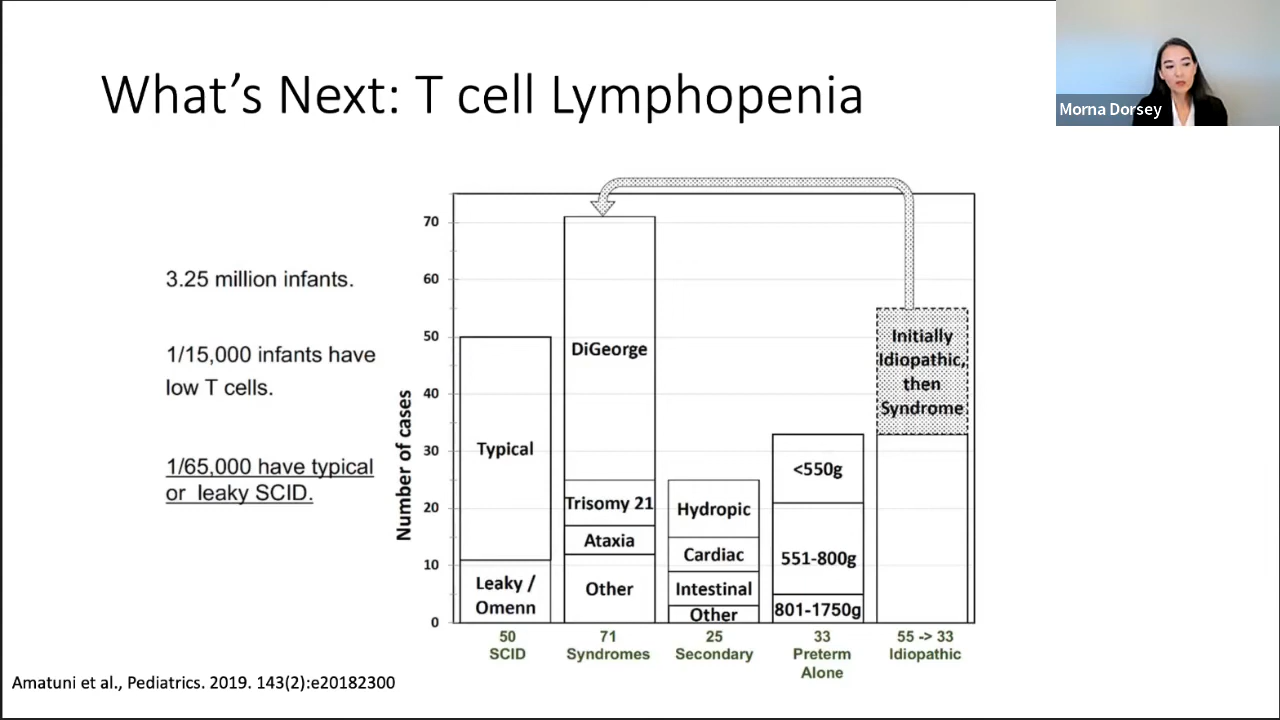 What's Next: T cell Lymphopenia
Morna Dorsey
3.25 million infants.
1/15,000 infants have
low T cells.
1/65,000 have typical
or leaky SCID.
Number of cases
70
60
50
40
30
20
10
0
Typical
Leaky /
Omenn
DiGeorge
Trisomy 21
Ataxia
Other
Hydropic
Cardiac
Intestinal
Other
<550g
551-800g
801-1750g
Initially
Idiopathic,
then
Syndrome
50
SCID
71
Syndromes
25
Secondary
33
Preterm
Alone
55 -> 33
Idiopathic
Amatuni et al., Pediatrics. 2019. 143(2):e20182300